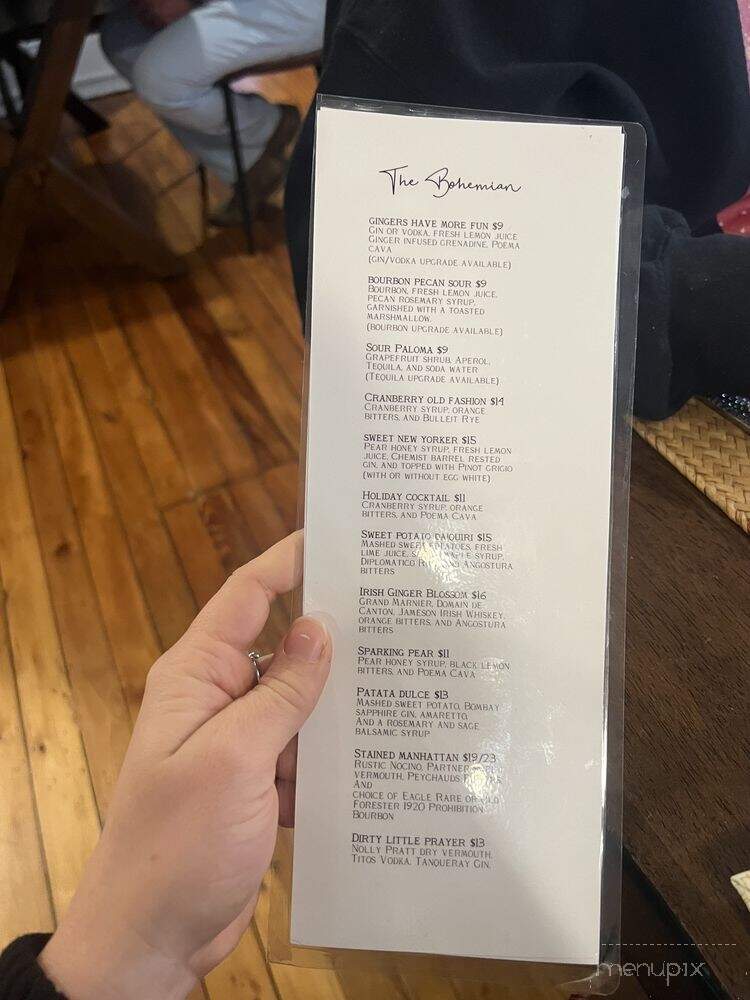 The Bohemian
GINGERS HAVE MORE FUN $9
GIN OR VODKA, FRESH LEMON JUICE
GINGER INFUSED GRENADINE, POEMA
CAVA
(GIN/VODKA UPGRADE AVAILABLE)
BOURBON PECAN SOUR $9
BOURBON, FRESH LEMON JUICE,
PECAN ROSEMARY SYRUP,
GARNISHED WITH A TOASTED
MARSHMALLOW.
(BOURBON UPGRADE AVAILABLE)
SOUR PALOMA $9
GRAPEFRUIT SHRUB, APEROL,
TEQUILA, AND SODA WATER
(TEQUILA UPGRADE AVAILABLE)
CRANBERRY OLD FASHION $14
CRANBERRY SYRUP, ORANGE
BITTERS, AND BULLEIT RYE
SWEET NEW YORKER $15
PEAR HONEY SYRUP, FRESH LEMON
JUICE, CHEMIST BARREL RESTED
GIN, AND TOPPED WITH PINOT GRIGIO
(WITH OR WITHOUT EGG WHITE)
HOLIDAY COCKTAIL $11
CRANBERRY SYRUP, ORANGE
BITTERS, AND POEMA CAVA
SWEET POTATO DAIQUIRI $15
MASHED SWEET POTATOES, FRESH
LIME JUICE, MAPLE SYRUP,
DIPLOMATICO AND ANGOSTURA
BITTERS
IRISH GINGER BLOSSOM $16
GRAND MARNIER, DOMAIN DE
CANTON, JAMESON IRISH WHISKEY,
ORANGE BITTERS, AND ANGOSTURA
BITTERS
SPARKING PEAR $11
PEAR HONEY SYRUP, BLACK LEMON
BITTERS, AND POEMA CAVA
PATATA DULCE $13
MASHED SWEET POTATO, BOMBAY
SAPPHIRE GIN, AMARETTO,
AND A ROSEMARY AND SAGE
BALSAMIC SYRUP
STAINED MANHATTAN $19/23
RUSTIC NOCINO, PARTNER
VERMOUTH, PEYCHAUDS
AND
CHOICE OF EAGLE RARE OR OLD
FORESTER 1920 PROHIBITION
BOURBON
DIRTY LITTLE PRAYER $13
NOLLY PRATT DRY VERMOUTH,
TITOS VODKA, TANQUERAY GIN.
menupix